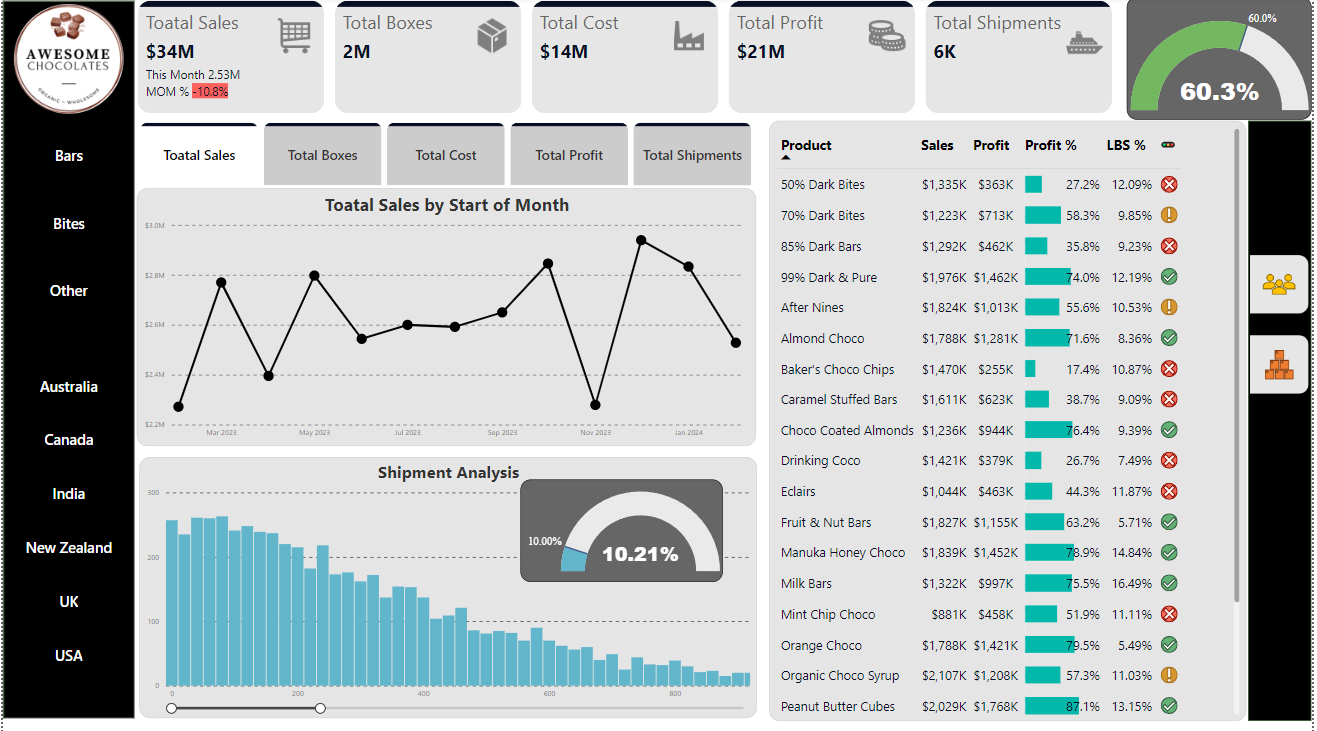 AWESOME
CHOCOLATES
ORGANIC - WHOLESOME
Bars
Bites
Other
Australia
Canada
India
New Zealand
UK
USA
Toatal Sales
$34M
This Month 2.53M
MOM % -10.8%
Total Boxes
2M
Total Cost
$14M
Total Profit
$21M
Total Shipments
6K
60.0%
60.3%
Toatal Sales
Total Boxes
Total Cost
Total Profit
Total Shipments
Toatal Sales by Start of Month
$3.0M
$2.8M
$2.6M
$2.4M
$2.2M
Mar 2023 May 2023 Jul 2023 Sep 2023 Nov 2023 Jan 2024
Shipment Analysis
300
200
100
0
0 200 400 600 800
10.00%
10.21%
Product Sales Profit Profit % LBS %
50% Dark Bites $1,335K $363K 27.2% 12.09%
70% Dark Bites $1,223K $713K 58.3% 9.85%
85% Dark Bars $1,292K $462K 35.8% 9.23%
99% Dark & Pure $1,976K $1,462K 74.0% 12.19%
After Nines $1,824K $1,013K 55.6% 10.53%
Almond Choco $1,788K $1,281K 71.6% 8.36%
Baker's Choco Chips $1,470K $255K 17.4% 10.87%
Caramel Stuffed Bars $1,611K $623K 38.7% 9.09%
Choco Coated Almonds $1,236K $944K 76.4% 9.39%
Drinking Coco $1,421K $379K 26.7% 7.49%
Eclairs $1,044K $463K 44.3% 11.87%
Fruit & Nut Bars $1,827K $1,155K 63.2% 5.71%
Manuka Honey Choco $1,839K $1,452K 78.9% 14.84%
Milk Bars $1,322K $997K 75.5% 16.49%
Mint Chip Choco $881K $458K 51.9% 11.11%
Orange Choco $1,788K $1,421K 79.5% 5.49%
Organic Choco Syrup $2,107K $1,208K 57.3% 11.03%
Peanut Butter Cubes $2,029K $1,768K 87.1% 13.15%